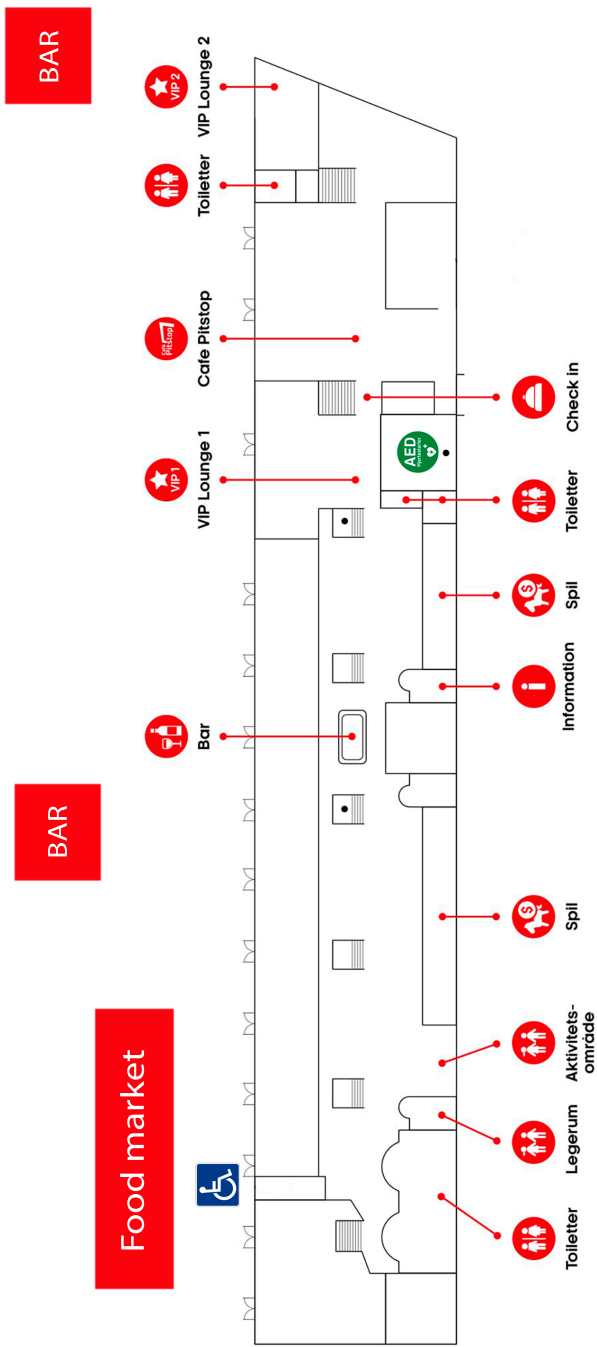 BAR
VIP 2
VIP Lounge 2
Toiletter
Cafe
Pitstop
Cafe Pitstop
Check in
VIP 1
VIP Lounge 1
AED
Hjertestarter
Toiletter
Spil
Information
Bar
BAR
Spil
Food market
Aktivitets-
område
Legerum
Toiletter